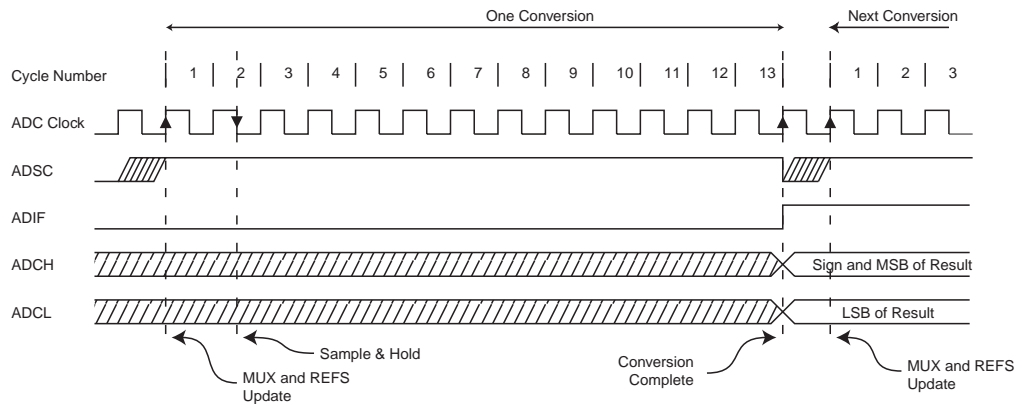 One Conversion
Next Conversion
Cycle Number 1 2 3 4 5 6 7 8 9 10 11 12 13 1 2 3
ADC Clock
ADSC
ADIF
ADCH
Sign and MSB of Result
ADCL
LSB of Result
MUX and REFS
Update
Sample & Hold
Conversion
Complete
MUX and REFS
Update